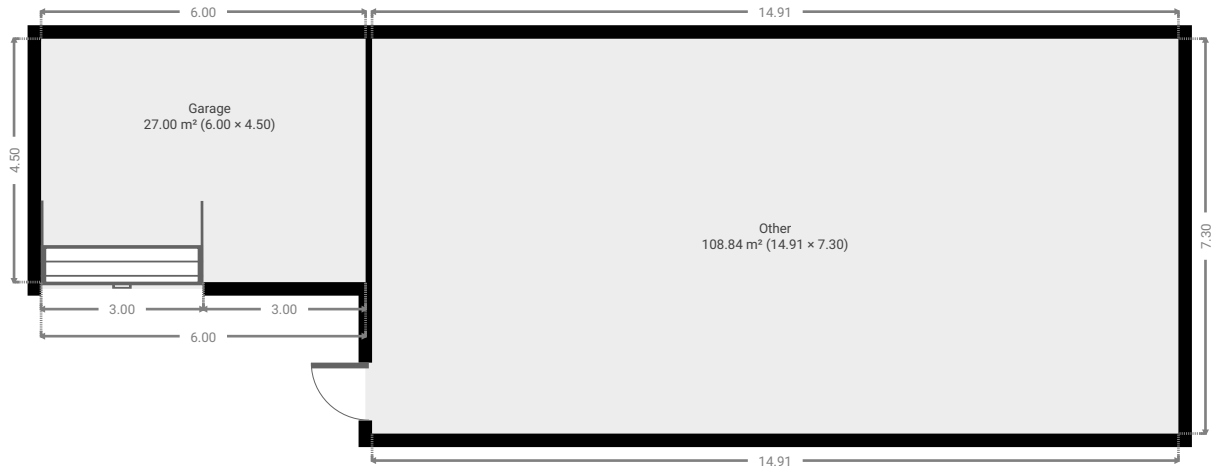 6.00
14.91
Garage
27.00 m² (6.00 × 4.50)
4.50
Other
108.84 m² (14.91 × 7.30)
7.30
3.00
3.00
6.00
14.91